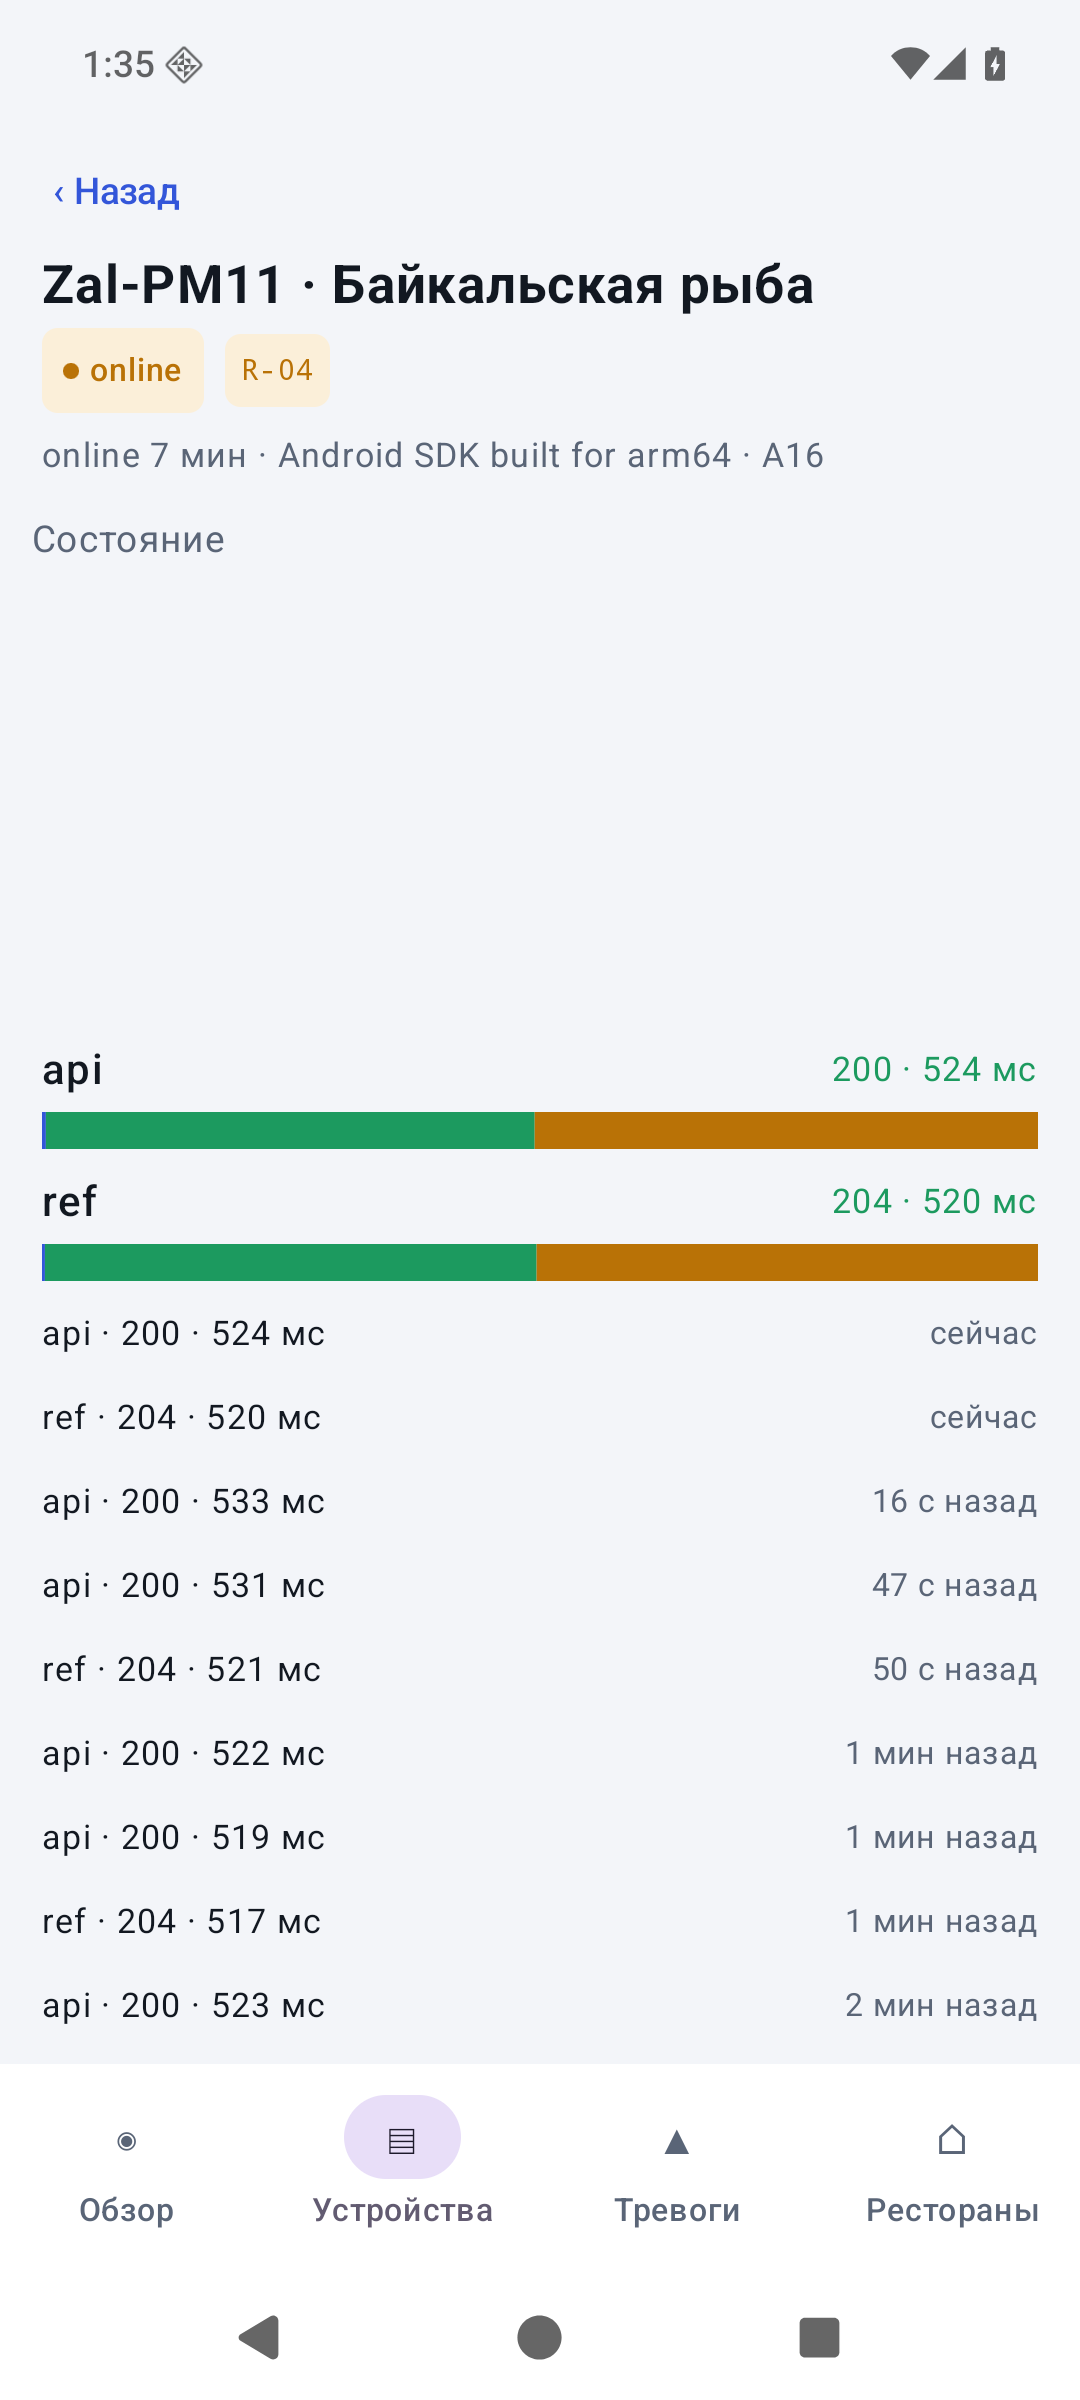 1:35
‹ Назад
Zal-PM11 · Байкальская рыба
online R-04
online 7 мин · Android SDK built for arm64 · A16
Состояние
api 200 · 524 мс
ref 204 · 520 мс
api · 200 · 524 мс сейчас
ref · 204 · 520 мс сейчас
api · 200 · 533 мс 16 с назад
api · 200 · 531 мс 47 с назад
ref · 204 · 521 мс 50 с назад
api · 200 · 522 мс 1 мин назад
api · 200 · 519 мс 1 мин назад
ref · 204 · 517 мс 1 мин назад
api · 200 · 523 мс 2 мин назад
Обзор Устройства Тревоги Рестораны